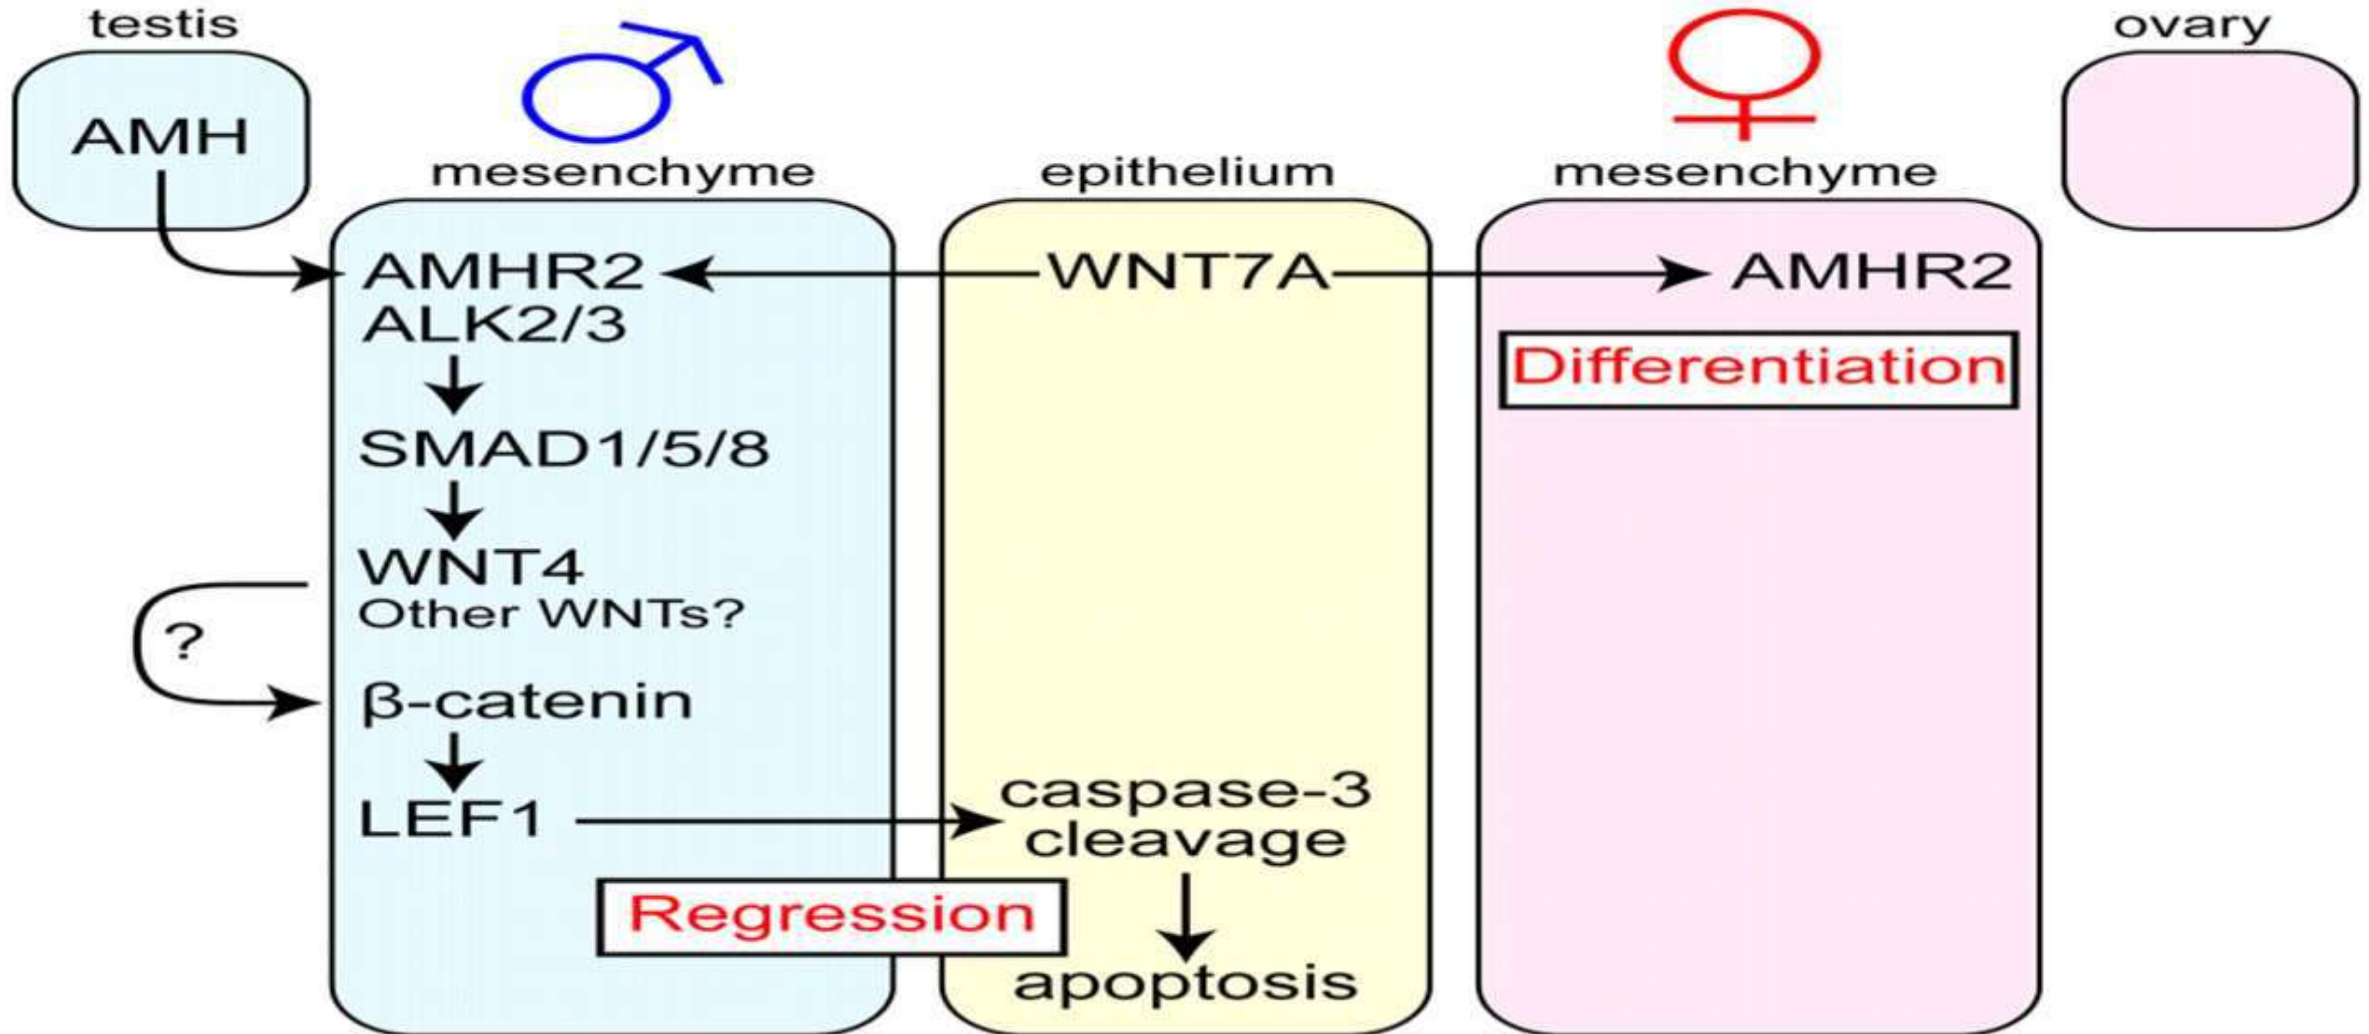 testis
ovary
AMH
mesenchyme
epithelium
mesenchyme
AMHR2
WNT7A
AMHR2
ALK2/3
Differentiation
SMAD1/5/8
WNT4
Other WNTs?
?
β-catenin
caspase-3
LEF1
cleavage
Regression
apoptosis